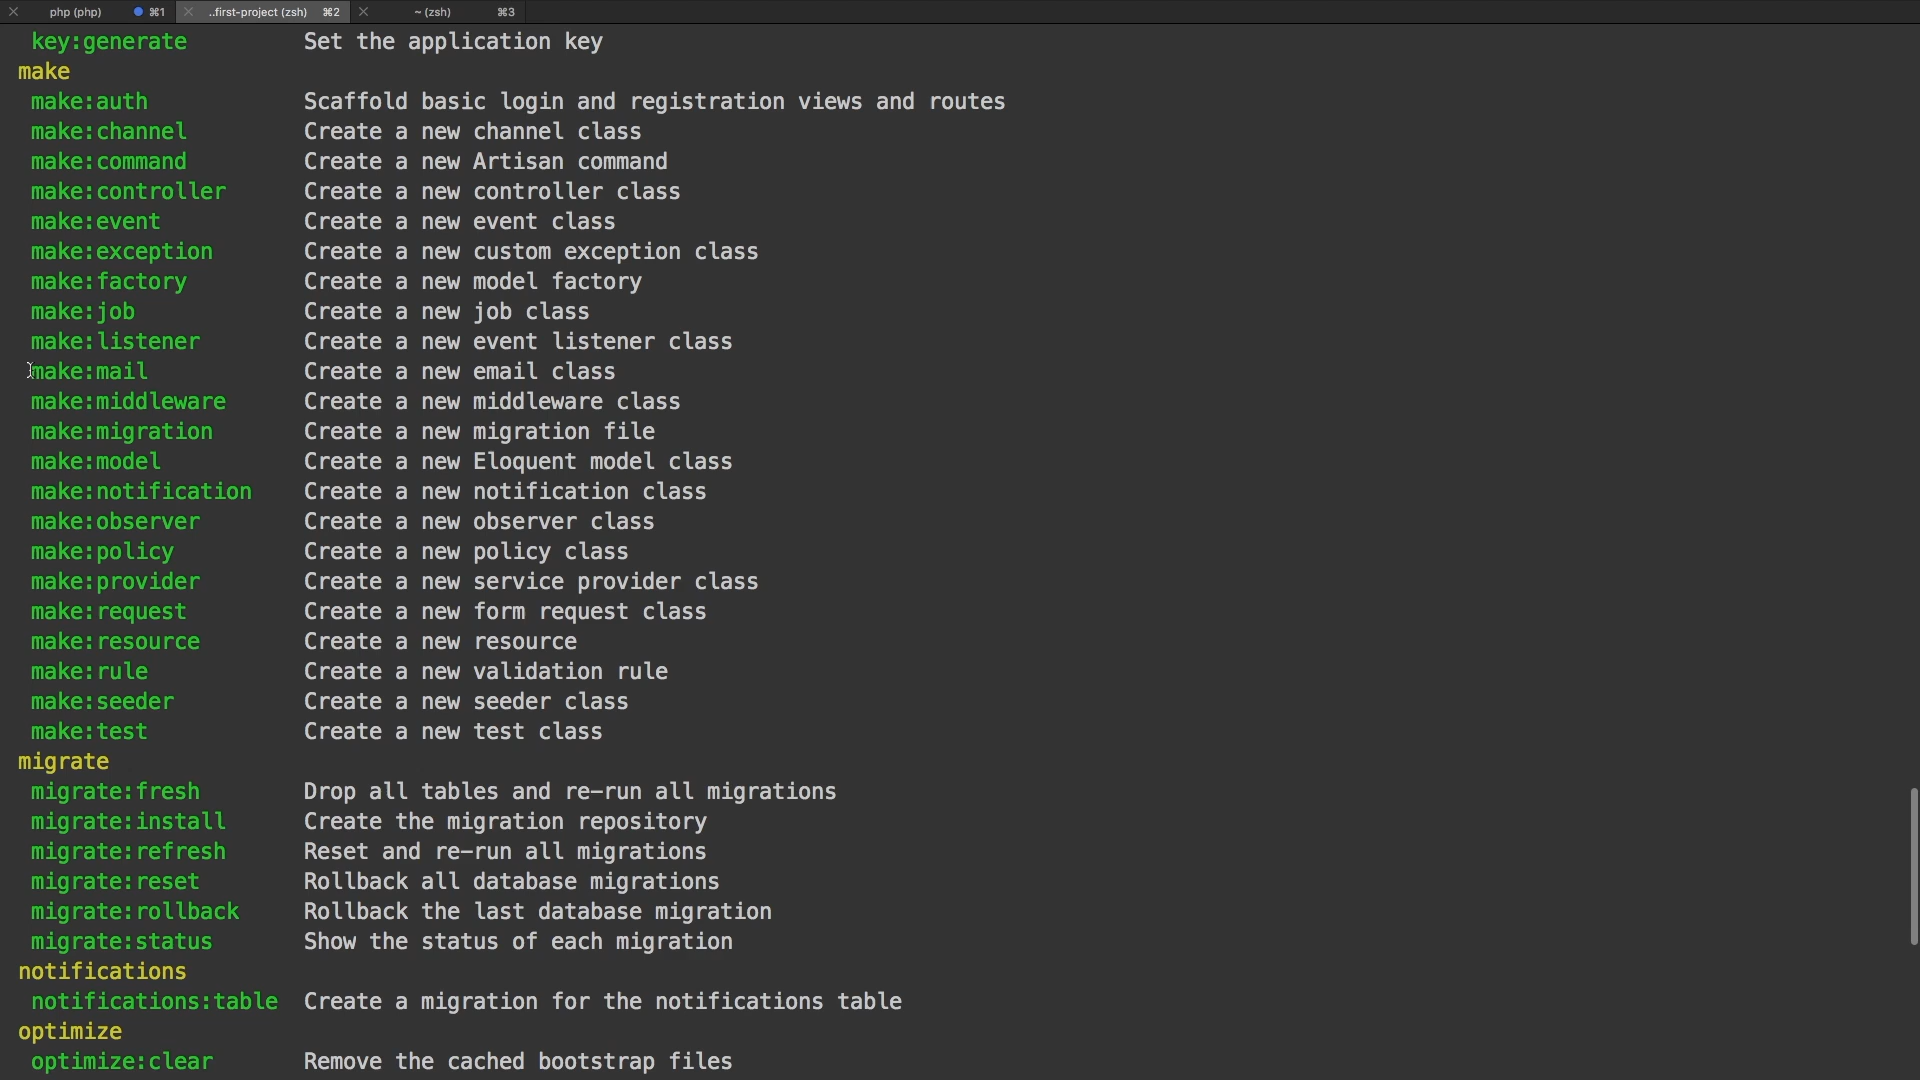 php (php) ⌘1 ..first-project (zsh) ⌘2 ~ (zsh) ⌘3
key:generate Set the application key
make
make:auth Scaffold basic login and registration views and routes
make:channel Create a new channel class
make:command Create a new Artisan command
make:controller Create a new controller class
make:event Create a new event class
make:exception Create a new custom exception class
make:factory Create a new model factory
make:job Create a new job class
make:listener Create a new event listener class
make:mail Create a new email class
make:middleware Create a new middleware class
make:migration Create a new migration file
make:model Create a new Eloquent model class
make:notification Create a new notification class
make:observer Create a new observer class
make:policy Create a new policy class
make:provider Create a new service provider class
make:request Create a new form request class
make:resource Create a new resource
make:rule Create a new validation rule
make:seeder Create a new seeder class
make:test Create a new test class
migrate
migrate:fresh Drop all tables and re-run all migrations
migrate:install Create the migration repository
migrate:refresh Reset and re-run all migrations
migrate:reset Rollback all database migrations
migrate:rollback Rollback the last database migration
migrate:status Show the status of each migration
notifications
notifications:table Create a migration for the notifications table
optimize
optimize:clear Remove the cached bootstrap files